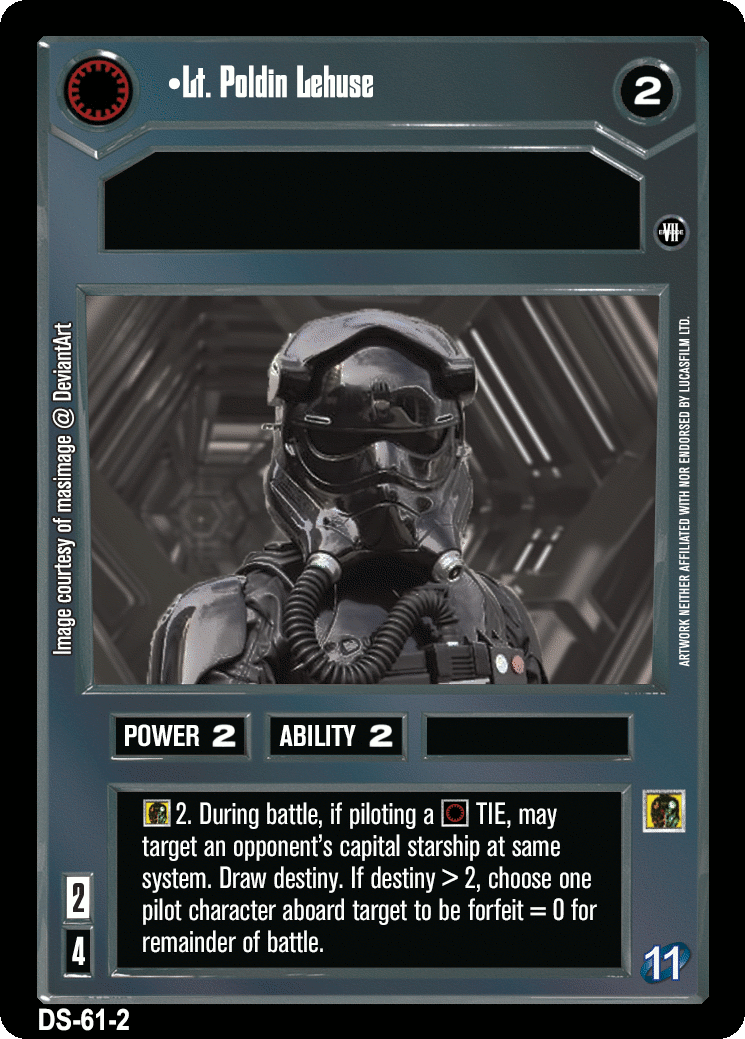 •Lt. Poldin Lehuse
2
EPISODE VII
Image courtesy of masimage @ DeviantArt
ARTWORK NEITHER AFFILIATED WITH NOR ENDORSED BY LUCASFILM LTD.
POWER 2 ABILITY 2
2. During battle, if piloting a TIE, may
target an opponent's capital starship at same
system. Draw destiny. If destiny > 2, choose one
pilot character aboard target to be forfeit = 0 for
remainder of battle.
2
4
11
DS-61-2